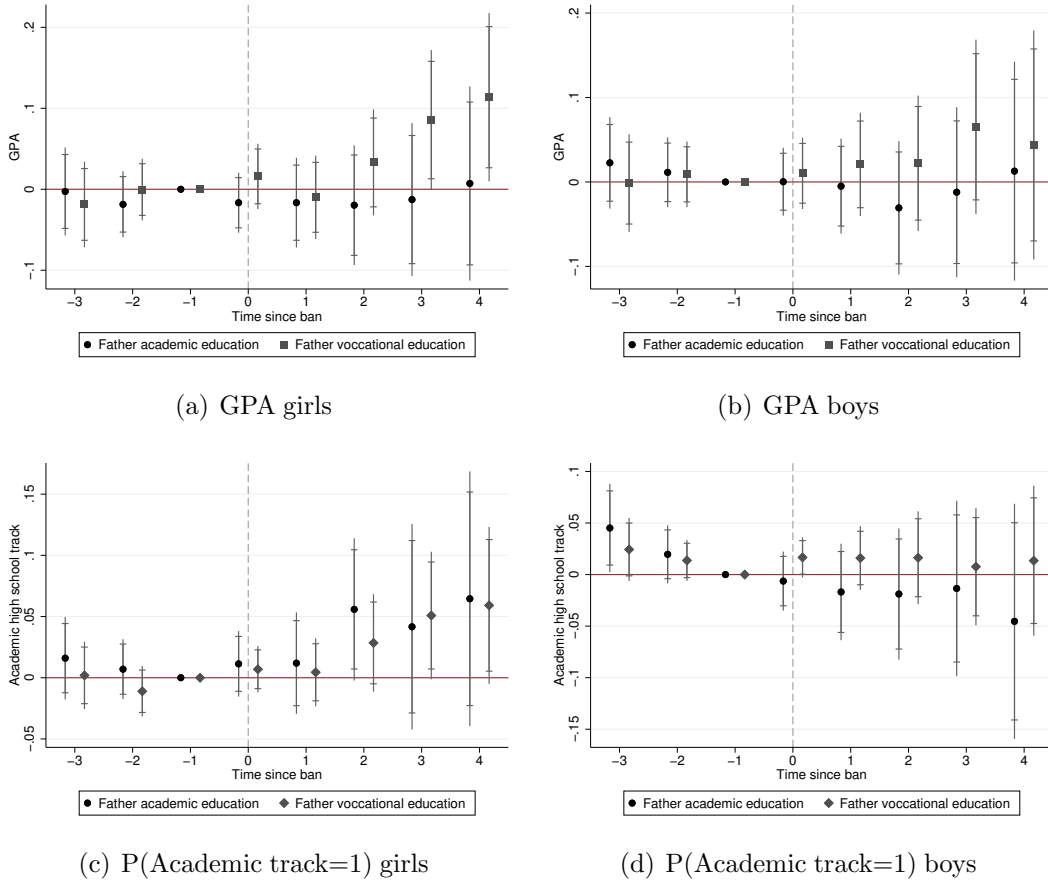 GPA
.2
.1
0
-.1
-3 -2 -1 0 1 2 3 4
Time since ban
Father academic education Father voccational education
(a) GPA girls
GPA
.2
.1
0
-.1
-3 -2 -1 0 1 2 3 4
Time since ban
Father academic education Father voccational education
(b) GPA boys
Academic high school track
.15
.1
.05
0
-.05
-3 -2 -1 0 1 2 3 4
Time since ban
Father academic education Father voccational education
(c) P(Academic track=1) girls
Academic high school track
.1
.05
0
-.05
-.1
-.15
-3 -2 -1 0 1 2 3 4
Time since ban
Father academic education Father voccational education
(d) P(Academic track=1) boys